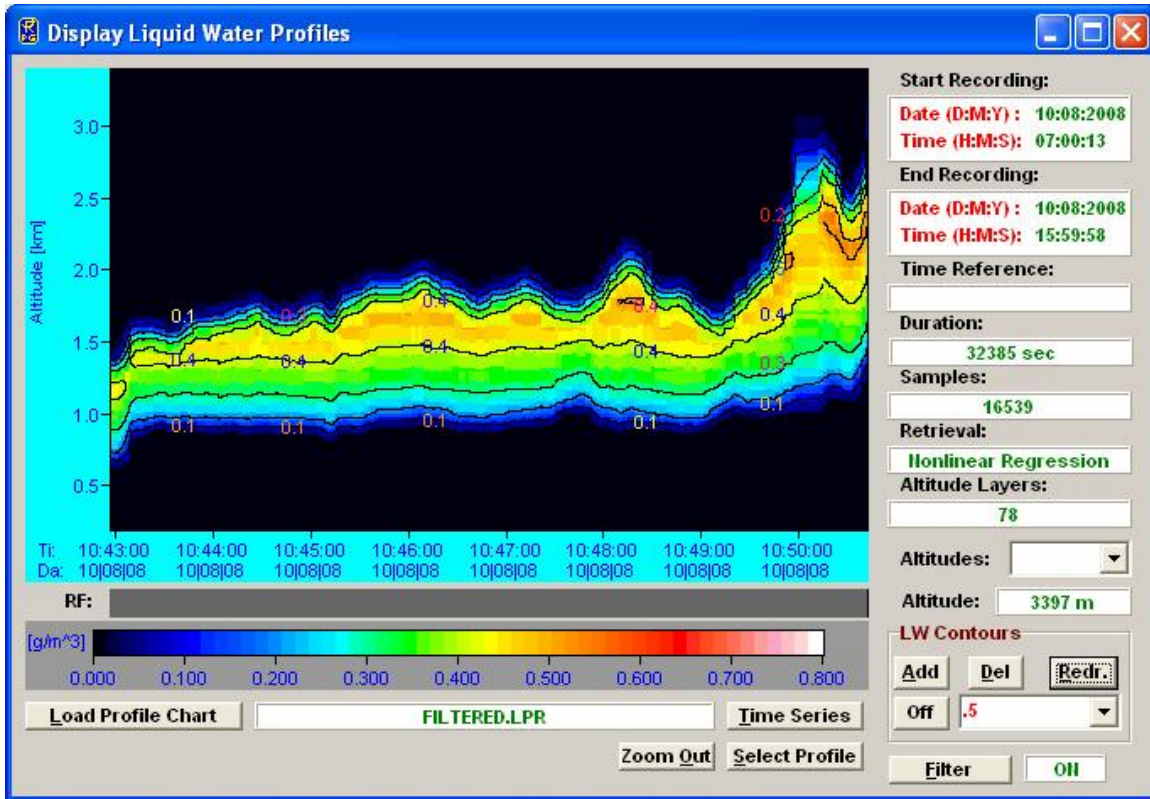 Display Liquid Water Profiles
Altitude [km]
3.0
2.5
2.0
1.5
1.0
0.5
0.1 0.2 0.4 0.4 0.2
0.4 0.4 0.4 0.4 0.4
0.3
0.1 0.1 0.1 0.1 0.1
Ti: 10:43:00 10:44:00 10:45:00 10:46:00 10:47:00 10:48:00 10:49:00 10:50:00
Da: 10|08|08 10|08|08 10|08|08 10|08|08 10|08|08 10|08|08 10|08|08 10|08|08
RF:
[g/m^3]
0.000 0.100 0.200 0.300 0.400 0.500 0.600 0.700 0.800
Load Profile Chart FILTERED.LPR Time Series
Zoom Out Select Profile
Start Recording:
Date (D:M:Y) : 10:08:2008
Time (H:M:S): 07:00:13
End Recording:
Date (D:M:Y) : 10:08:2008
Time (H:M:S): 15:59:58
Time Reference:
Duration:
32385 sec
Samples:
16539
Retrieval:
Nonlinear Regression
Altitude Layers:
78
Altitudes:
Altitude: 3397 m
LW Contours
Add Del Redr.
Off .5
Filter ON